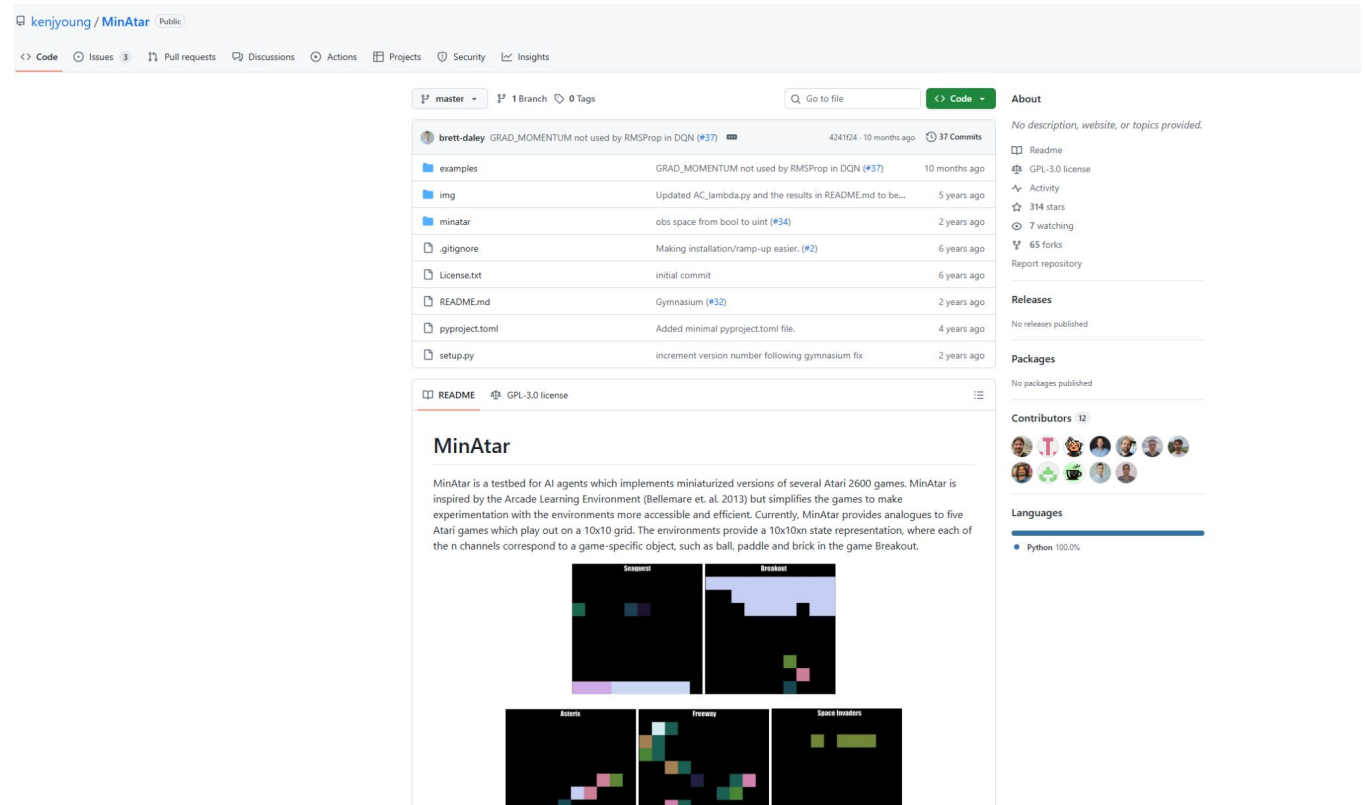 kenjyoung / MinAtar Public
Code Issues 3 Pull requests Discussions Actions Projects Security Insights
master 1 Branch 0 Tags Go to file Code
brett-daley GRAD_MOMENTUM not used by RMSProp in DQN (#37) 4241f24 · 10 months ago 37 Commits
examples GRAD_MOMENTUM not used by RMSProp in DQN (#37) 10 months ago
img Updated AC_lambda.py and the results in README.md to be... 5 years ago
minatar obs space from bool to uint (#34) 2 years ago
.gitignore Making installation/ramp-up easier. (#2) 6 years ago
License.txt initial commit 6 years ago
README.md Gymnasium (#32) 2 years ago
pyproject.toml Added minimal pyproject.toml file. 4 years ago
setup.py increment version number following gymnasium fix 2 years ago
README GPL-3.0 license
MinAtar
MinAtar is a testbed for AI agents which implements miniaturized versions of several Atari 2600 games. MinAtar is
inspired by the Arcade Learning Environment (Bellemare et. al. 2013) but simplifies the games to make
experimentation with the environments more accessible and efficient. Currently, MinAtar provides analogues to five
Atari games which play out on a 10x10 grid. The environments provide a 10x10xn state representation, where each of
the n channels correspond to a game-specific object, such as ball, paddle and brick in the game Breakout.
Seaquest Breakout
Asterix Freeway Space Invaders
About
No description, website, or topics provided.
Readme
GPL-3.0 license
Activity
314 stars
7 watching
65 forks
Report repository
Releases
No releases published
Packages
No packages published
Contributors 12
Languages
Python 100.0%